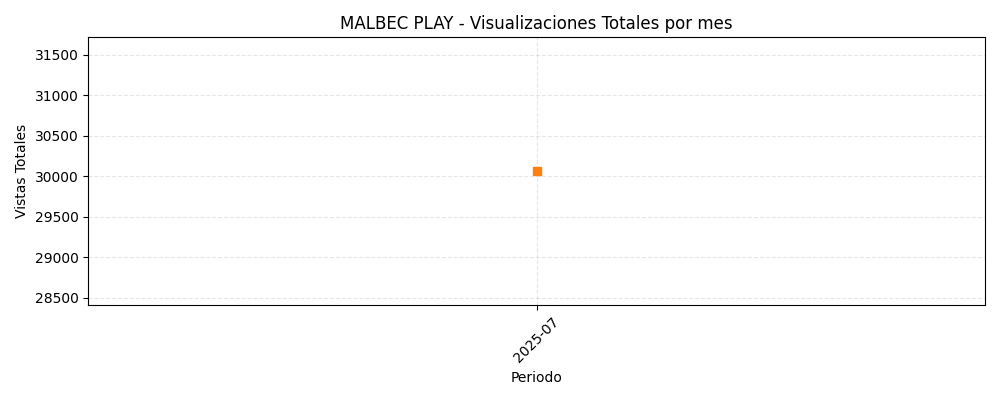 MALBEC PLAY - Visualizaciones Totales por mes
31500
31000
30500
30000
29500
29000
28500
Vistas Totales
2025-07
Periodo